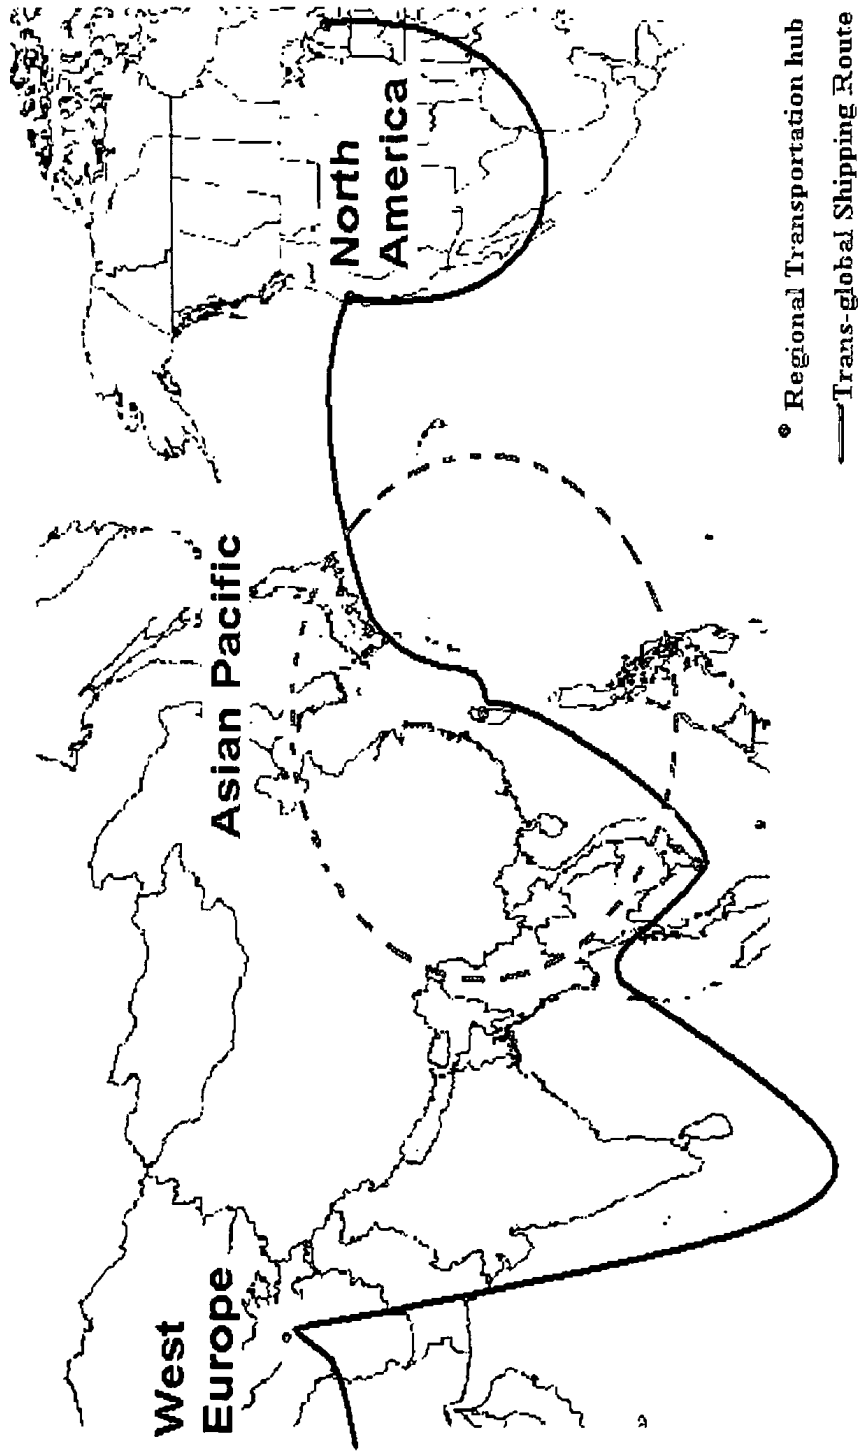 West
Europe
Asian Pacific
North
America
Regional Transportation hub
Trans-global Shipping Route